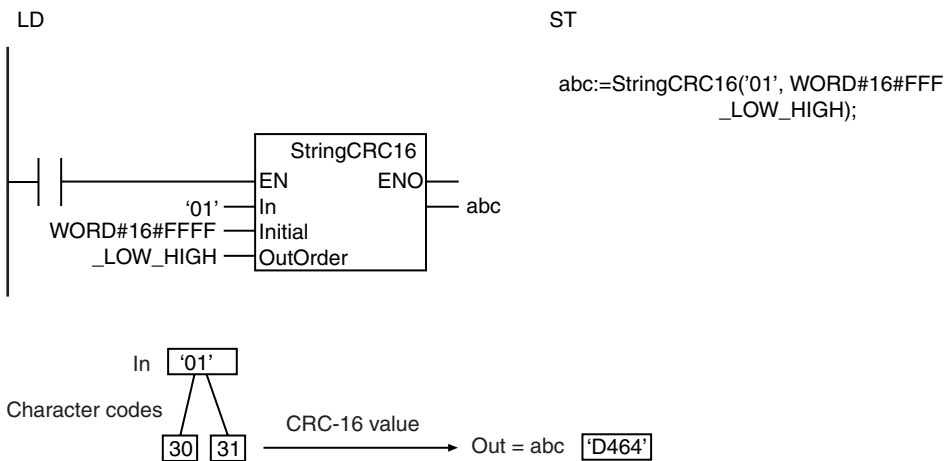 LD
ST
abc:=StringCRC16('01', WORD#16#FFF
_LOW_HIGH);
StringCRC16
EN ENO
‘01’ In abc
WORD#16#FFFF Initial
_LOW_HIGH OutOrder
In ‘01’
Character codes
CRC-16 value
30 31 Out = abc ‘D464’